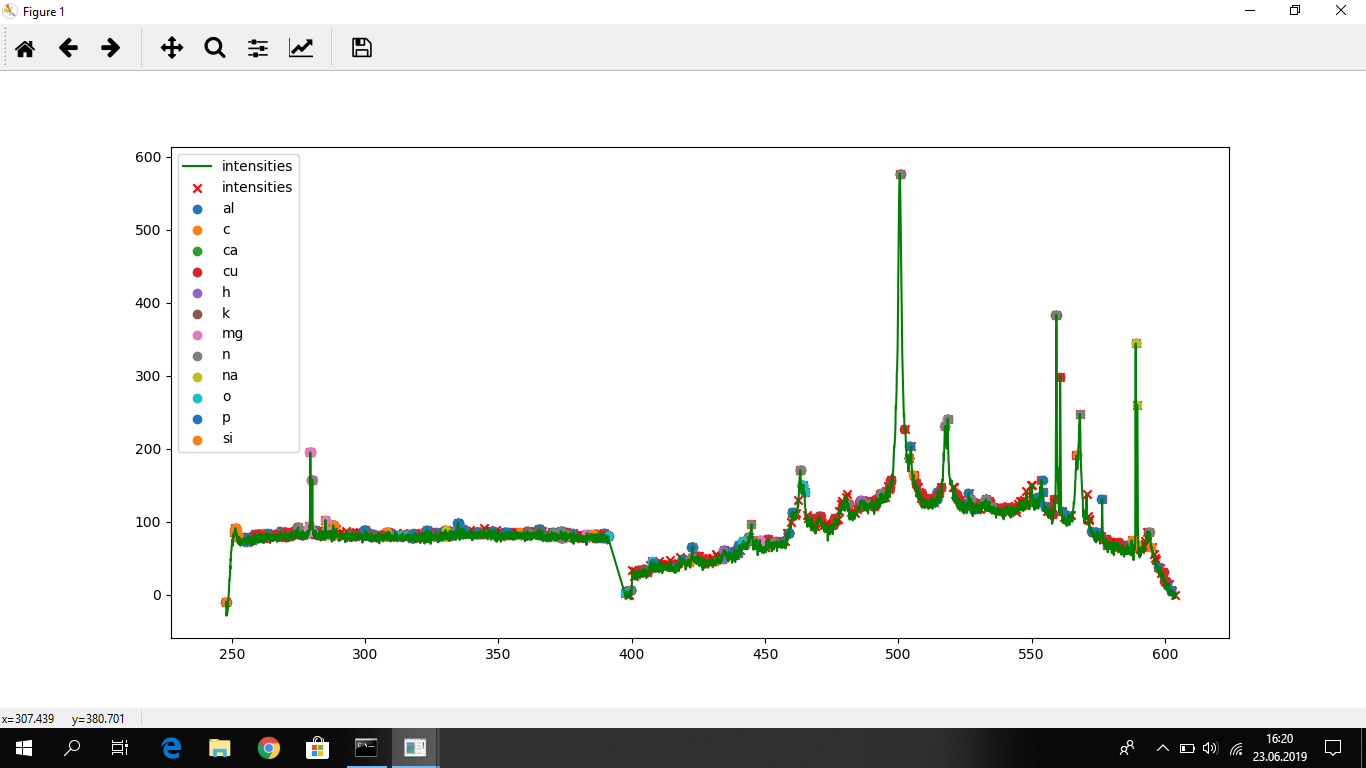 Figure 1
600
500
400
300
200
100
0
intensities
intensities
al
c
ca
cu
h
k
mg
n
na
o
p
si
250 300 350 400 450 500 550 600
x=307.439 y=380.701
16:20
23.06.2019